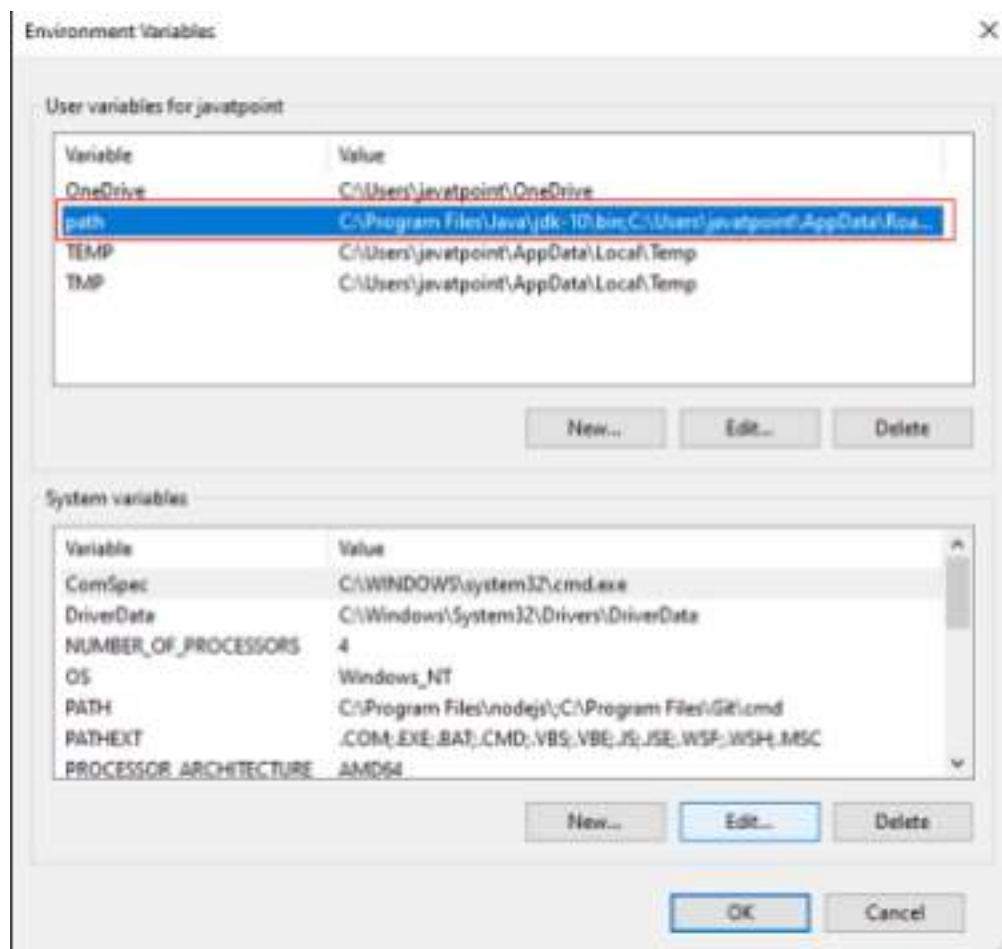 Environment Variables
User variables for javatpoint
Variable Value
OneDrive C:\Users\javatpoint\OneDrive
path C:\Program Files\Java\jdk-10\bin;C:\Users\javatpoint\AppData\Roa...
TEMP C:\Users\javatpoint\AppData\Local\Temp
TMP C:\Users\javatpoint\AppData\Local\Temp
New... Edit... Delete
System variables
Variable Value
ComSpec C:\WINDOWS\system32\cmd.exe
DriverData C:\Windows\System32\Drivers\DriverData
NUMBER_OF_PROCESSORS 4
OS Windows_NT
PATH C:\Program Files\nodejs\;C:\Program Files\Git\cmd
PATHEXT .COM;.EXE;.BAT;.CMD;.VBS;.VBE;.JS;.JSE;.WSF;.WSH;.MSC
PROCESSOR_ARCHITECTURE AMD64
New... Edit... Delete
OK Cancel